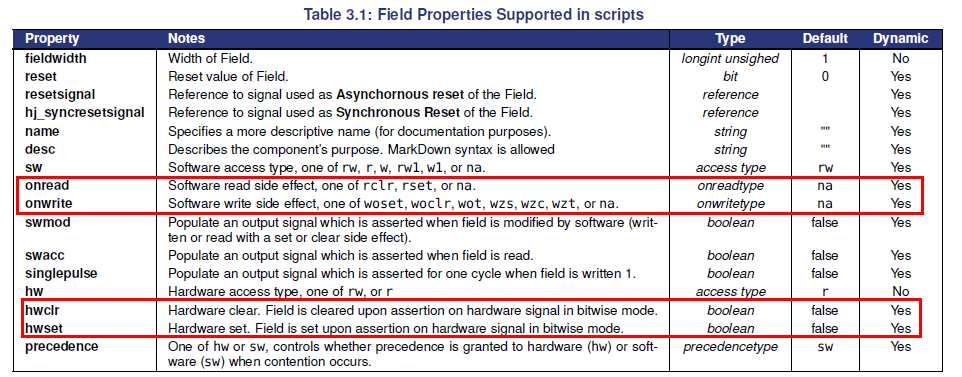 Table 3.1: Field Properties Supported in scripts
Property Notes Type Default Dynamic
fieldwidth Width of Field. longint unsighed 1 No
reset Reset value of Field. bit 0 Yes
resetsignal Reference to signal used as Asynchornous reset of the Field. reference Yes
hj_syncresetsignal Reference to signal used as Synchronous Reset of the Field. reference Yes
name Specifies a more descriptive name (for documentation purposes). string "" Yes
desc Describes the component's purpose. MarkDown syntax is allowed string "" Yes
sw Software access type, one of rw, r, w, rw1, w1, or na. access type rw Yes
onread Software read side effect, one of rclr, rset, or na. onreadtype na Yes
onwrite Software write side effect, one of woset, woclr, wot, wzs, wzc, wzt, or na. onwritetype na Yes
swmod Populate an output signal which is asserted when field is modified by software (writ- boolean false Yes
ten or read with a set or clear side effect).
swacc Populate an output signal which is asserted when field is read. boolean false Yes
singlepulse Populate an output signal which is asserted for one cycle when field is written 1. boolean false Yes
hw Hardware access type, one of rw, or r access type r No
hwclr Hardware clear. Field is cleared upon assertion on hardware signal in bitwise mode. boolean false Yes
hwset Hardware set. Field is set upon assertion on hardware signal in bitwise mode. boolean false Yes
precedence One of hw or sw, controls whether precedence is granted to hardware (hw) or soft- precedencetype sw Yes
ware (sw) when contention occurs.